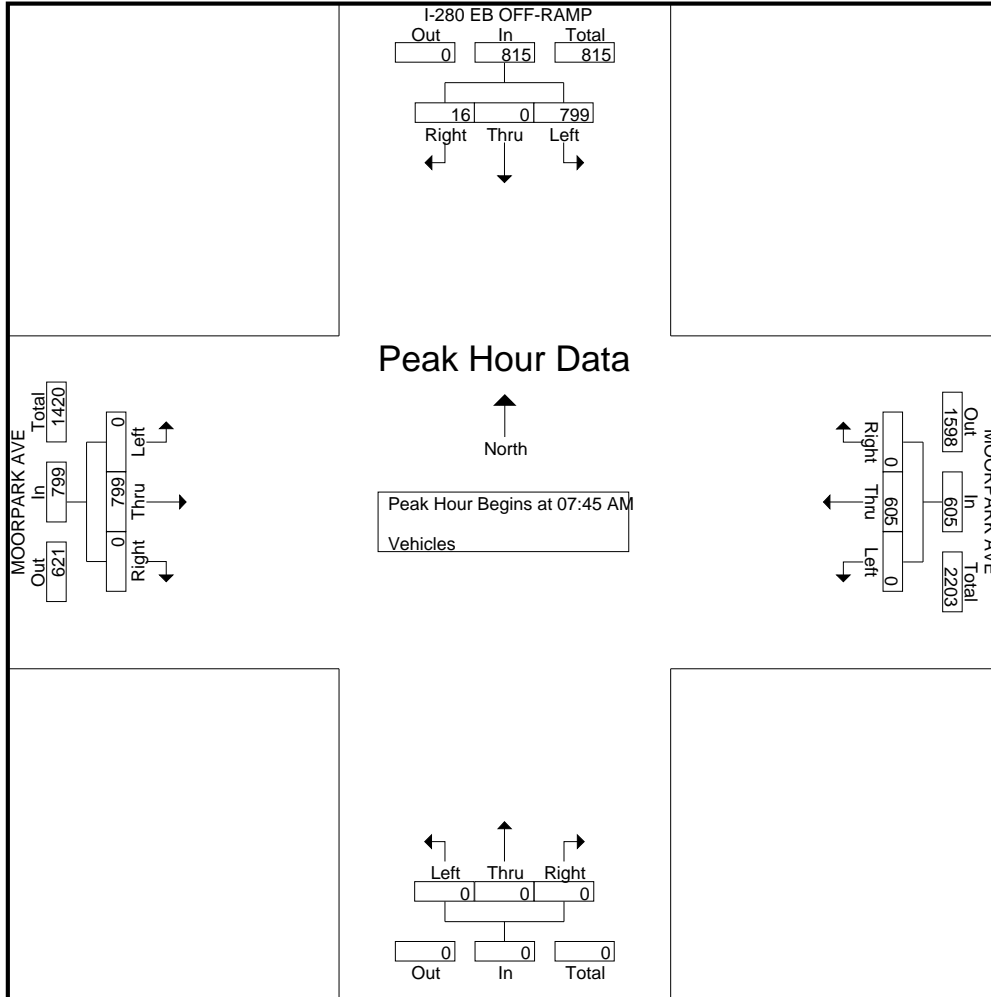 I-280 EB OFF-RAMP
Out In Total
0 815 815
16 0 799
Right Thru Left
Peak Hour Data
North
Peak Hour Begins at 07:45 AM
Vehicles
MOORPARK AVE
Out In Total
621 799 1420
0 799 0
Right Thru Left
MOORPARK AVE
Out In Total
1598 605 2203
0 605 0
Right Thru Left
Left Thru Right
0 0 0
0 0 0
Out In Total